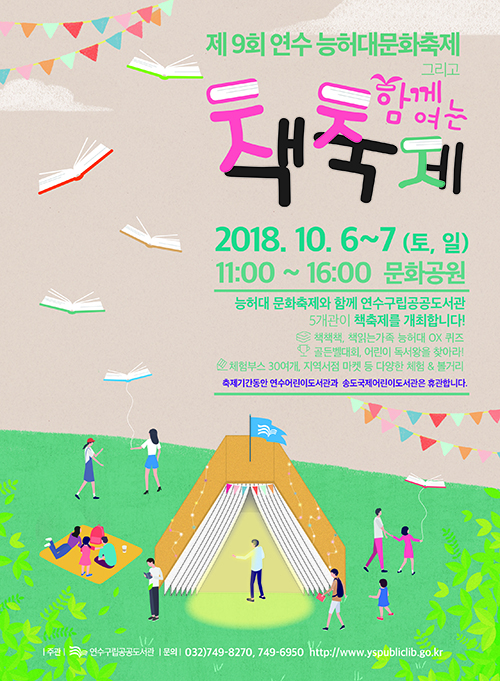 제 9회 연수 능허대문화축제
그리고
함께
여는
책축제
2018. 10. 6~7 (토, 일)
11:00 ~ 16:00 문화공원
능허대 문화축제와 함께 연수구립공공도서관
5개관이 책축제를 개최합니다!
책책책, 책읽는가족 능허대 OX 퀴즈
골든벨대회, 어린이 독서왕을 찾아라!
체험부스 30여개, 지역서점 마켓 등 다양한 체험 & 볼거리
축제기간동안 연수어린이도서관과 송도국제어린이도서관은 휴관합니다.
| 주관 | 연수구립공공도서관 | 문의 | 032)749-8270, 749-6950 http://www.yspubliclib.go.kr